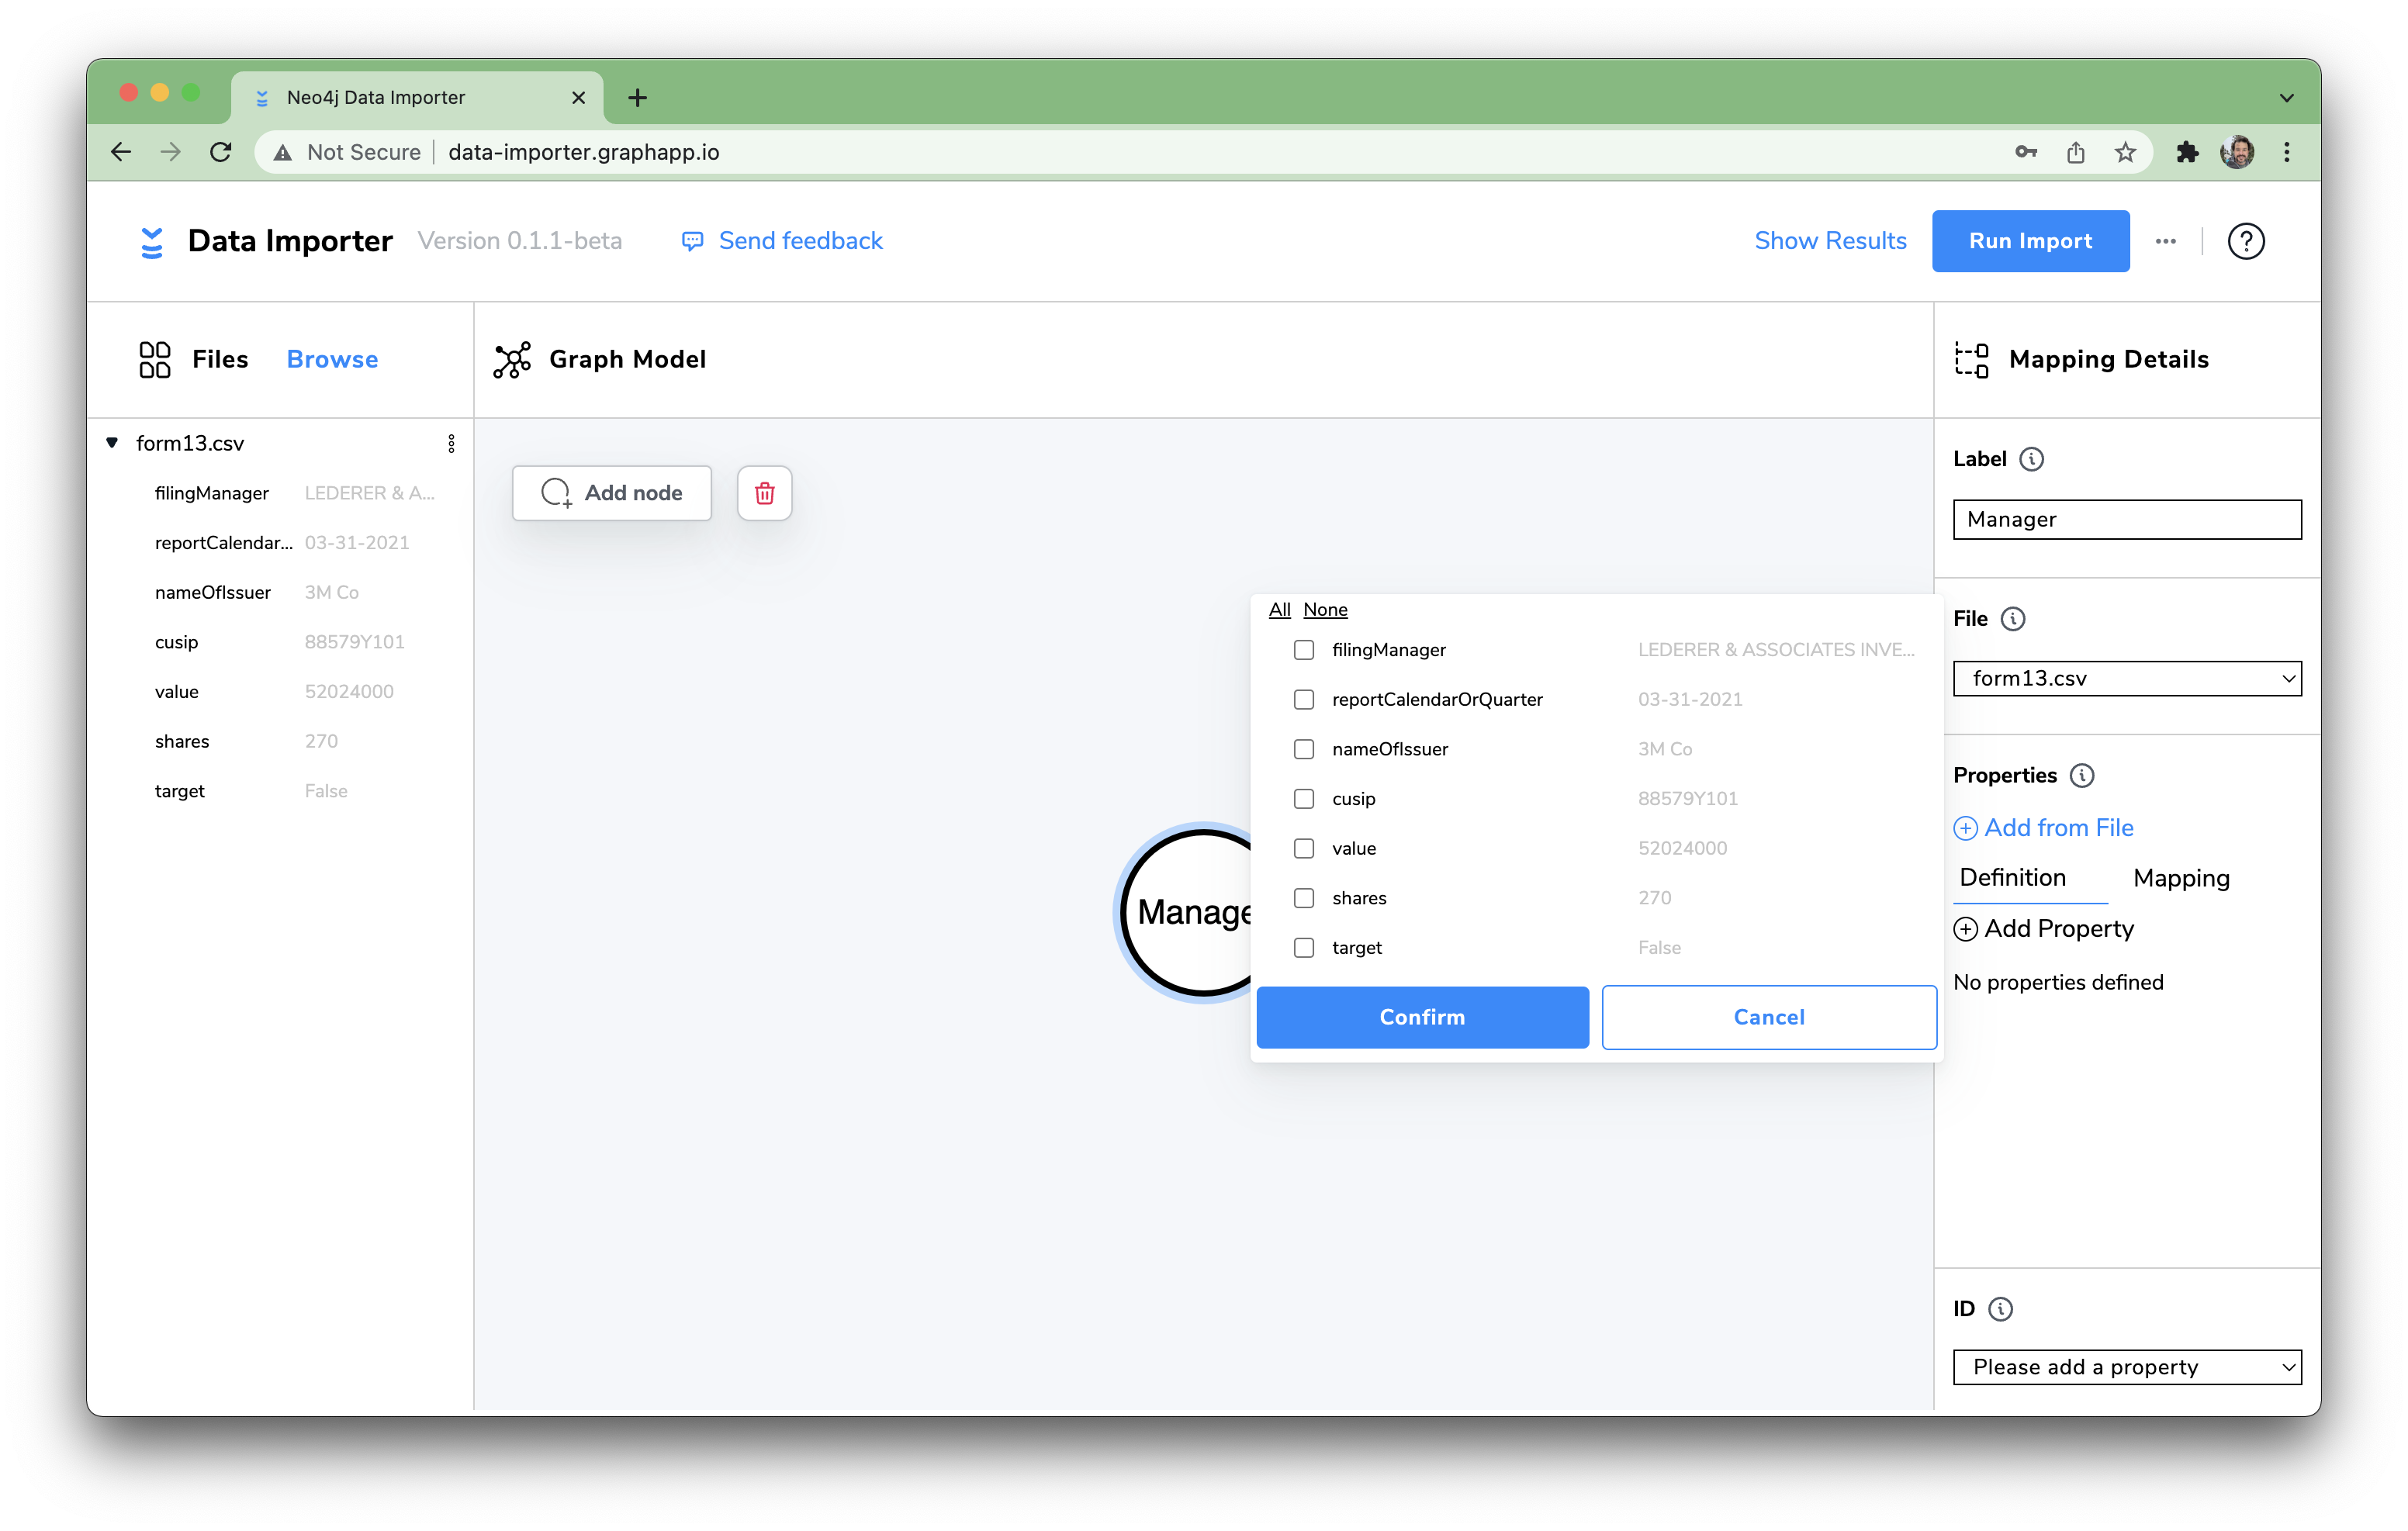 Neo4j Data Importer
Not Secure
data-importer.graphapp.io
Data Importer
Version 0.1.1-beta
Send feedback
Show Results
Run Import
Files
Browse
Graph Model
Mapping Details
form13.csv
filingManager LEDERER & A...
reportCalendar... 03-31-2021
nameOfIssuer 3M Co
cusip 88579Y101
value 52024000
shares 270
target False
Add node
Manage
All None
filingManager LEDERER & ASSOCIATES INVE...
reportCalendarOrQuarter 03-31-2021
nameOfIssuer 3M Co
cusip 88579Y101
value 52024000
shares 270
target False
Confirm
Cancel
Label
Manager
File
form13.csv
Properties
Add from File
Definition
Mapping
Add Property
No properties defined
ID
Please add a property